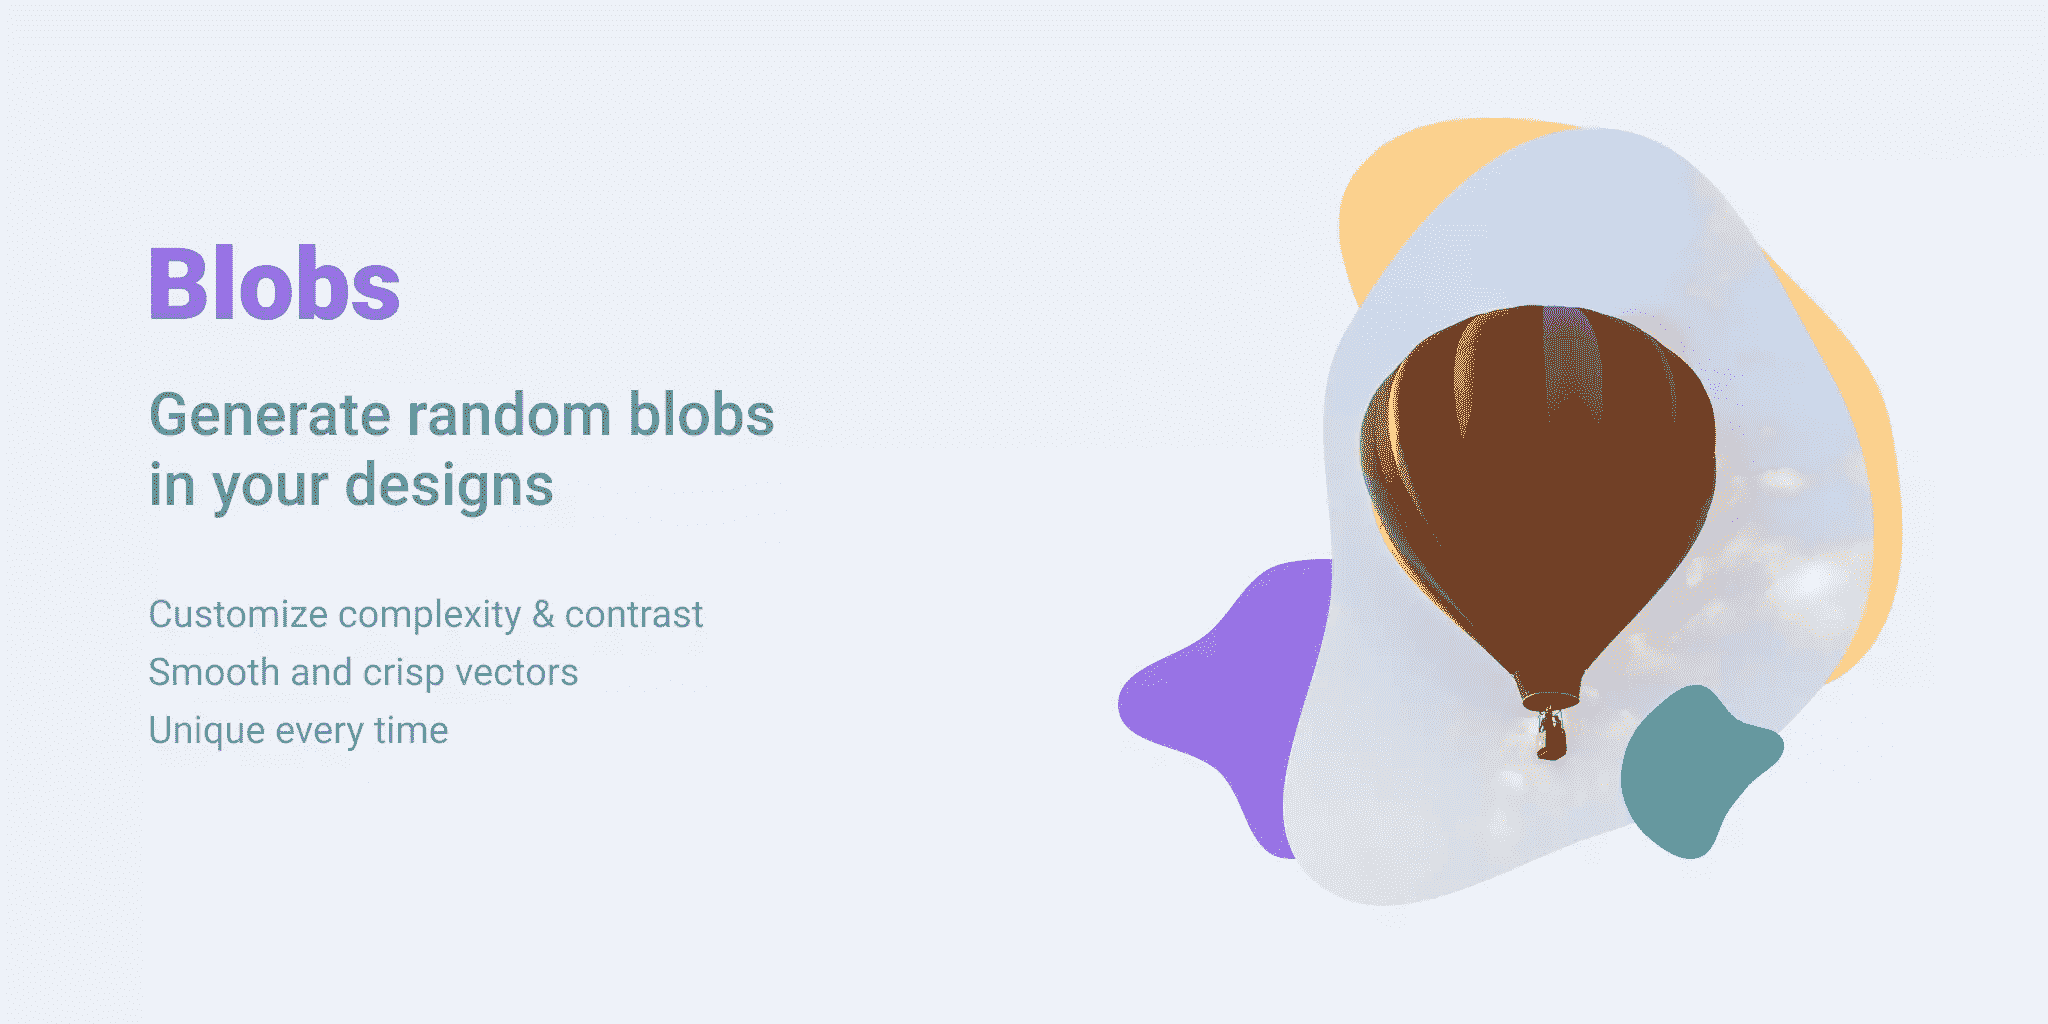 Blobs
Generate random blobs
in your designs
Customize complexity & contrast
Smooth and crisp vectors
Unique every time